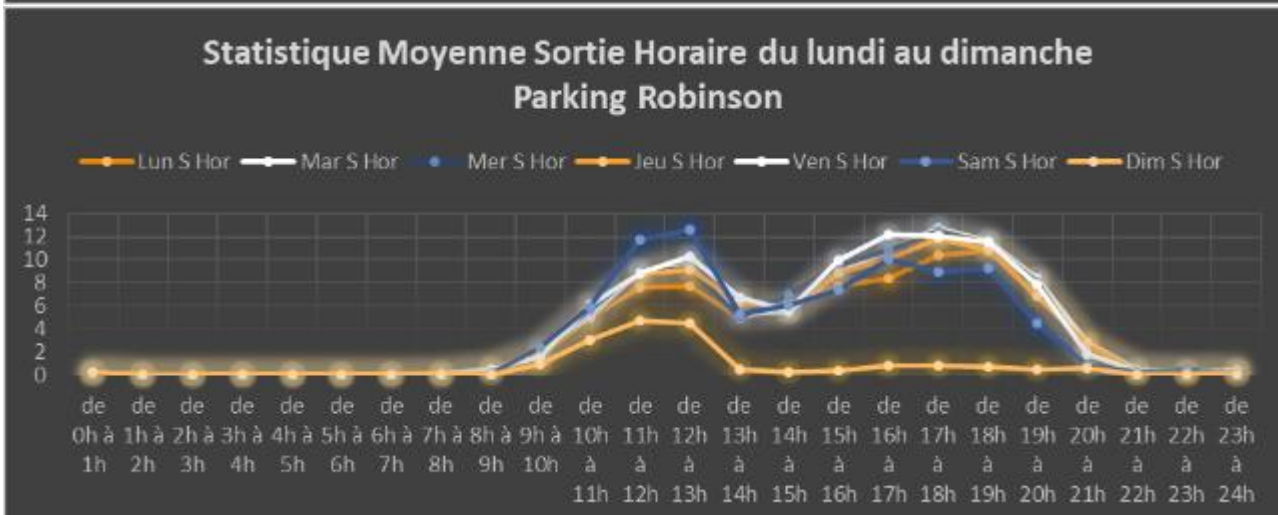 Statistique Moyenne Sortie Horaire du lundi au dimanche
Parking Robinson
Lun S Hor Mar S Hor Mer S Hor Jeu S Hor Ven S Hor Sam S Hor Dim S Hor
14
12
10
8
6
4
2
0
de de de de de de de de de de de de de de de de de de de de de de de de
0h à 1h à 2h à 3h à 4h à 5h à 6h à 7h à 8h à 9h à 10h 11h 12h 13h 14h 15h 16h 17h 18h 19h 20h 21h 22h 23h
1h 2h 3h 4h 5h 6h 7h 8h 9h 10h à à à à à à à à à à à à à à
11h 12h 13h 14h 15h 16h 17h 18h 19h 20h 21h 22h 23h 24h